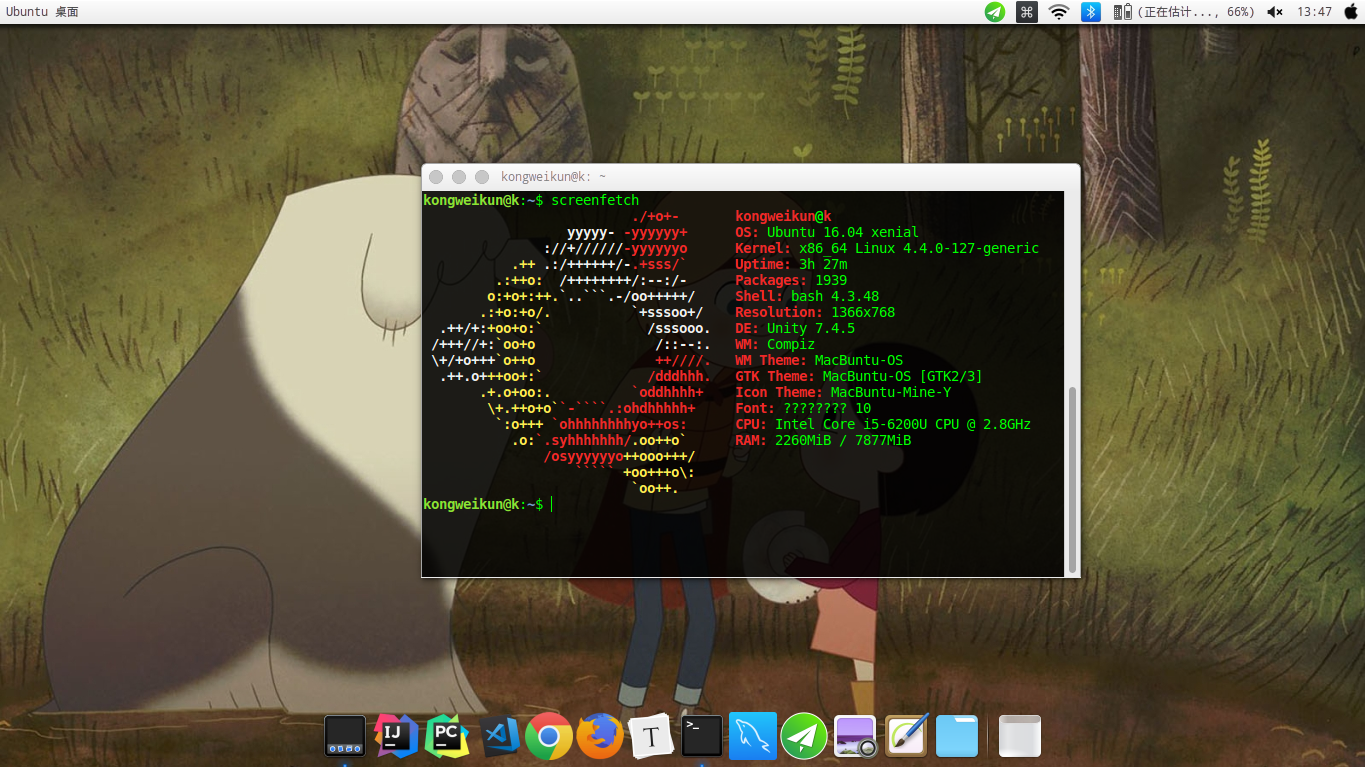 Ubuntu 桌面
(正在估计..., 66%)
13:47
kongweikun@k: ~
kongweikun@k:~$ screenfetch
./+o+-
yyyyy- -yyyyyy+
://+//////-yyyyyyo
.++ .:/++++++/-.+sss/`
.:++o: /++++++++/:--:/-
o:+o+:++.`..```.-/oo+++++/
.:+o:+o/. `+sssoo+/
.++/+:+oo+o:` /sssooo.
/+++//+:`oo+o /::--:.
\+/+o+++`o++o ++////.
.++.o+++oo+:` /dddhhh.
.+.o+oo:. `oddhhhh+
\+.++o+o``-````.:ohdhhhhh+
`:o+++ `ohhhhhhhhyo++os:
.o:`.syhhhhhhh/.oo++o`
/osyyyyyyo++ooo+++/
````` +oo+++o\:
`oo++.
kongweikun@k
OS: Ubuntu 16.04 xenial
Kernel: x86_64 Linux 4.4.0-127-generic
Uptime: 3h 27m
Packages: 1939
Shell: bash 4.3.48
Resolution: 1366x768
DE: Unity 7.4.5
WM: Compiz
WM Theme: MacBuntu-OS
GTK Theme: MacBuntu-OS [GTK2/3]
Icon Theme: MacBuntu-Mine-Y
Font: ???????? 10
CPU: Intel Core i5-6200U CPU @ 2.8GHz
RAM: 2260MiB / 7877MiB
kongweikun@k:~$
IJ
PC
T
>_